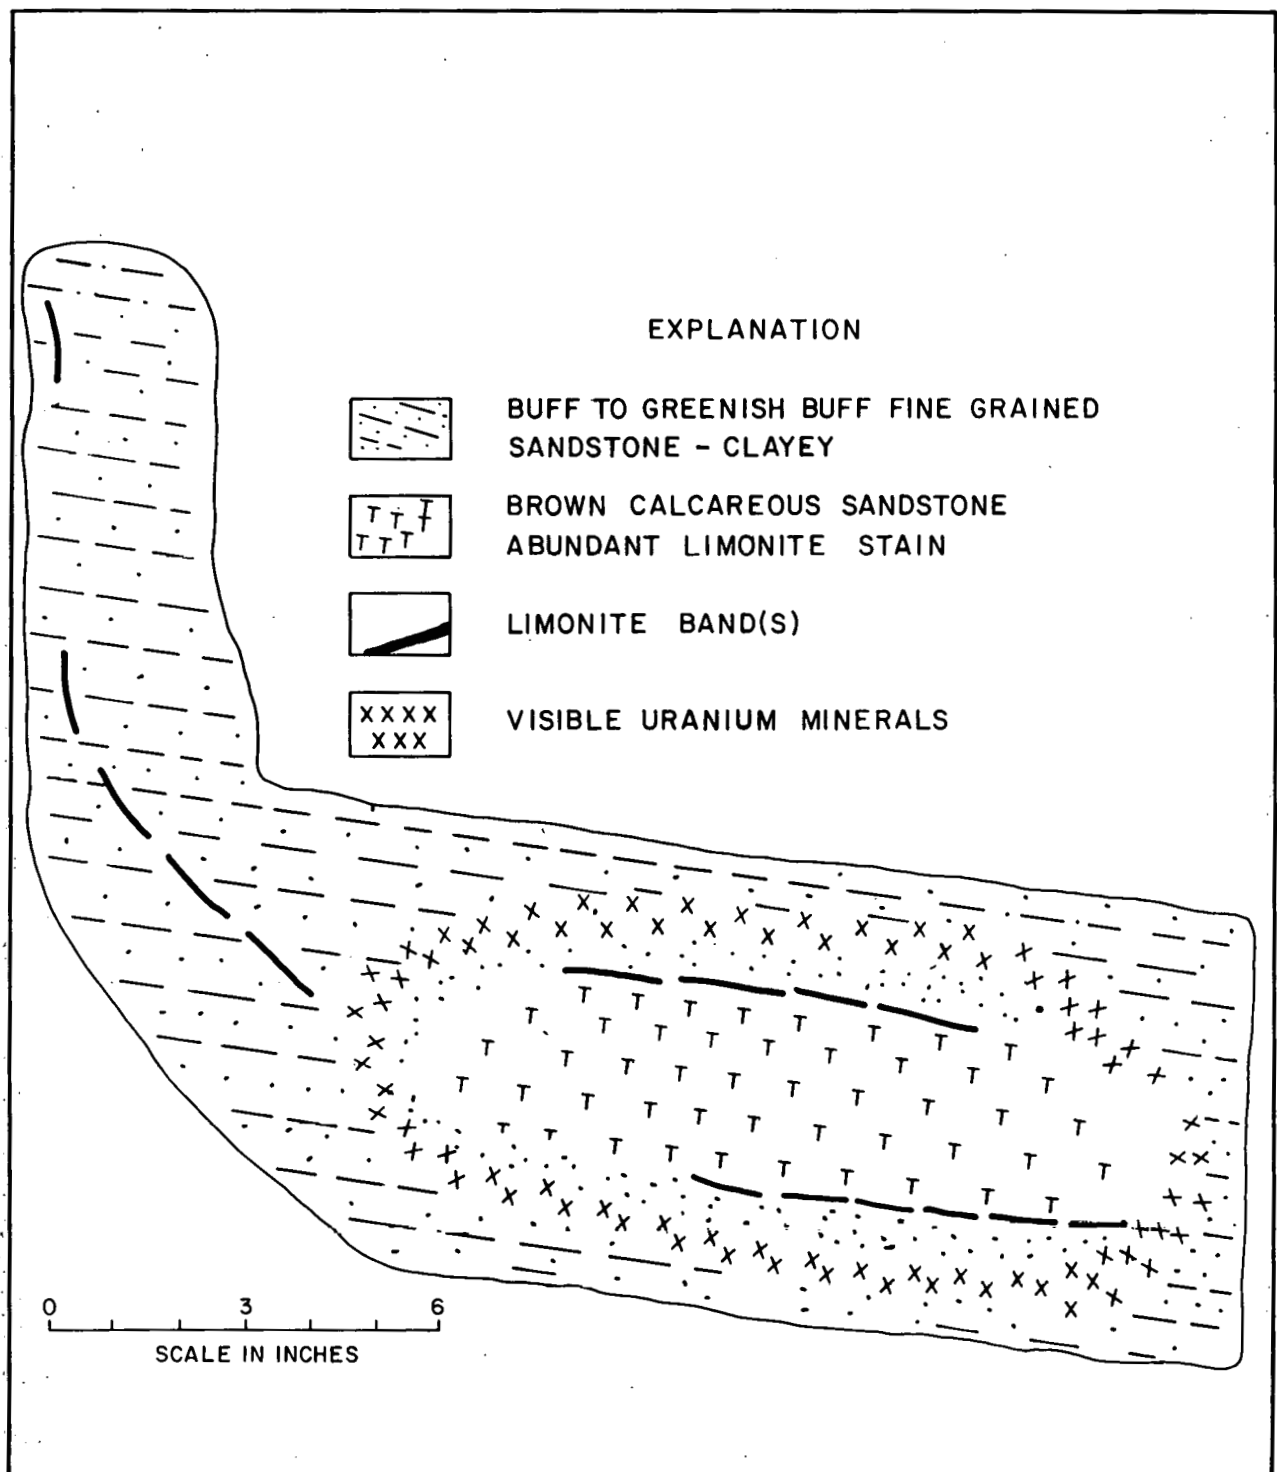 EXPLANATION
BUFF TO GREENISH BUFF FINE GRAINED
SANDSTONE - CLAYEY
BROWN CALCAREOUS SANDSTONE
ABUNDANT LIMONITE STAIN
LIMONITE BAND(S)
VISIBLE URANIUM MINERALS
0 3 6
SCALE IN INCHES